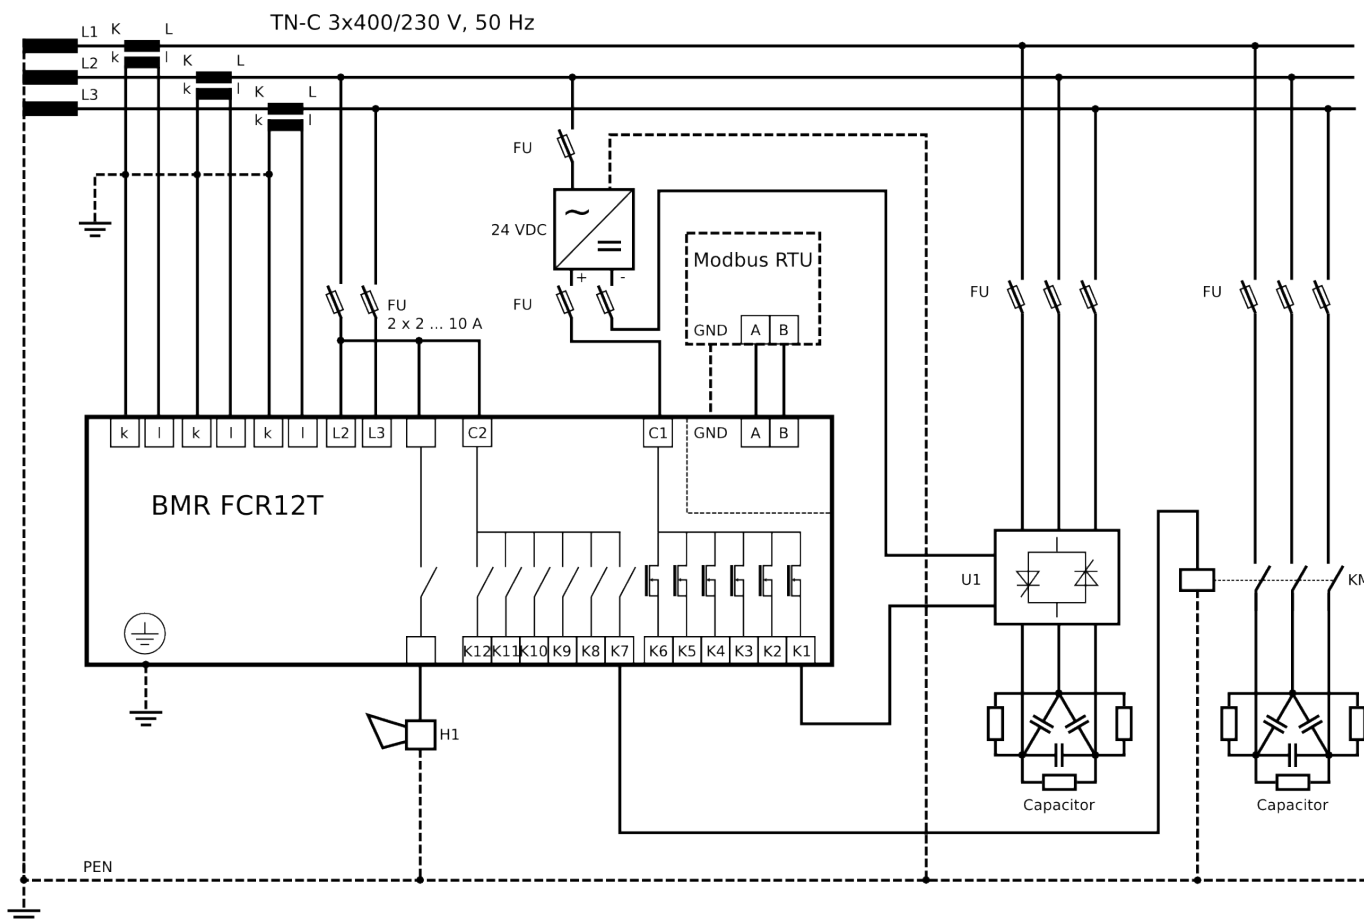 TN-C 3x400/230 V, 50 Hz
L1 K L
k l
L2 K L
k l
L3 K L
k l
FU
24 VDC
+ -
Modbus RTU
FU
2 x 2 ... 10 A
FU
GND A B
FU
FU
k l k l k l L2 L3 C2 C1 GND A B
BMR FCR12T
U1
KM
K12 K11 K10 K9 K8 K7 K6 K5 K4 K3 K2 K1
H1
Capacitor
Capacitor
PEN